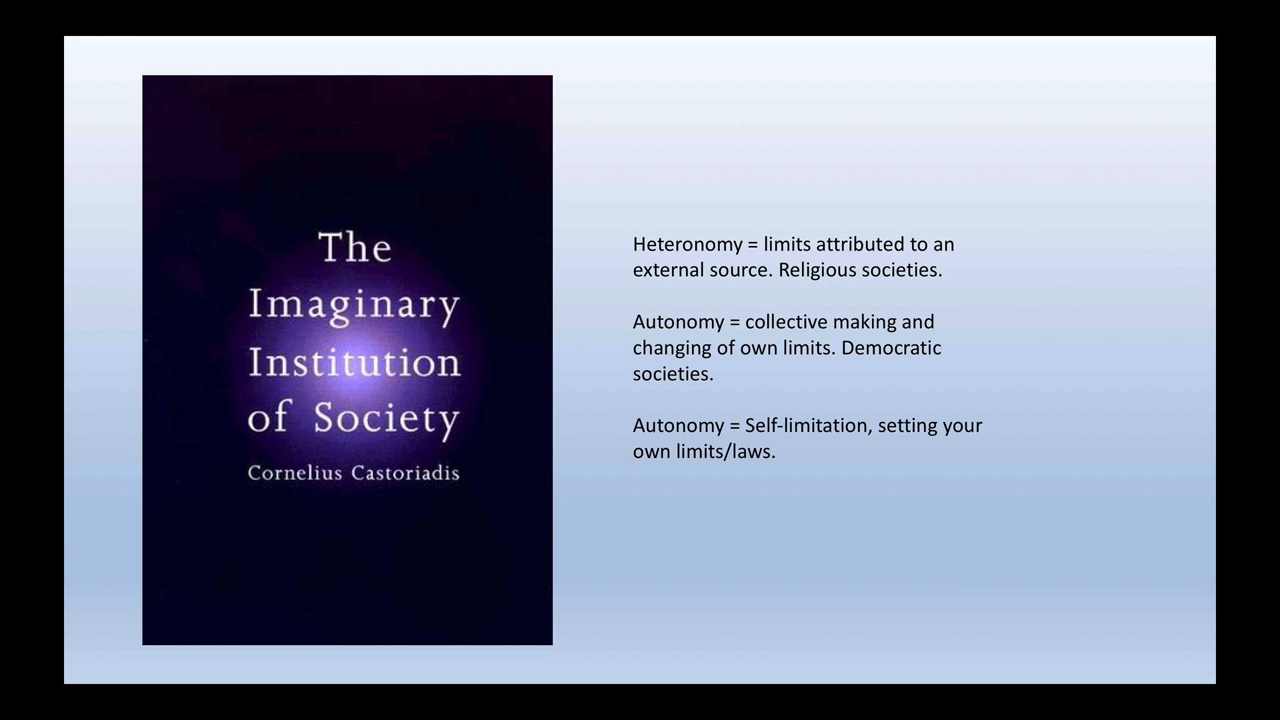 The
Imaginary
Institution
of Society
Cornelius Castoriadis
Heteronomy = limits attributed to an
external source. Religious societies.
Autonomy = collective making and
changing of own limits. Democratic
societies.
Autonomy = Self-limitation, setting your
own limits/laws.